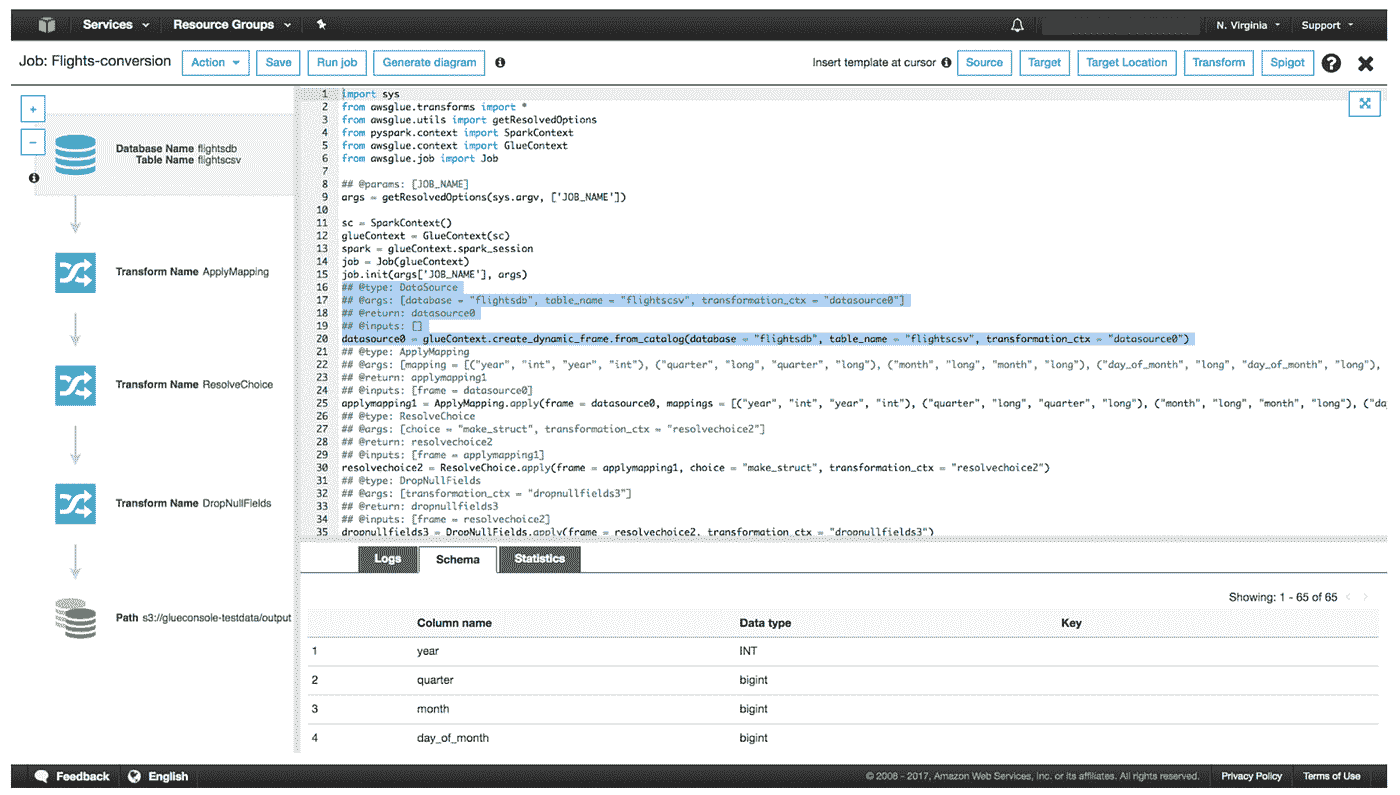 Services Resource Groups N. Virginia Support
Job: Flights-conversion Action Save Run job Generate diagram Insert template at cursor Source Target Target Location Transform Spigot
Database Name flightsdb
Table Name flightscsv
Transform Name ApplyMapping
Transform Name ResolveChoice
Transform Name DropNullFields
Path s3://glueconsole-testdata/output
1 import sys
2 from awsglue.transforms import *
3 from awsglue.utils import getResolvedOptions
4 from pyspark.context import SparkContext
5 from awsglue.context import GlueContext
6 from awsglue.job import Job
7
8 ## @params: [JOB_NAME]
9 args = getResolvedOptions(sys.argv, ['JOB_NAME'])
10
11 sc = SparkContext()
12 glueContext = GlueContext(sc)
13 spark = glueContext.spark_session
14 job = Job(glueContext)
15 job.init(args['JOB_NAME'], args)
16 ## @type: DataSource
17 ## @args: [database = "flightsdb", table_name = "flightscsv", transformation_ctx = "datasource0"]
18 ## @return: datasource0
19 ## @inputs: []
20 datasource0 = glueContext.create_dynamic_frame.from_catalog(database = "flightsdb", table_name = "flightscsv", transformation_ctx = "datasource0")
21 ## @type: ApplyMapping
22 ## @args: [mapping = [("year", "int", "year", "int"), ("quarter", "long", "quarter", "long"), ("month", "long", "month", "long"), ("day_of_month", "long", "day_of_month", "long"),
23 ## @return: applymapping1
24 ## @inputs: [frame = datasource0]
25 applymapping1 = ApplyMapping.apply(frame = datasource0, mappings = [("year", "int", "year", "int"), ("quarter", "long", "quarter", "long"), ("month", "long", "month", "long"), ("da
26 ## @type: ResolveChoice
27 ## @args: [choice = "make_struct", transformation_ctx = "resolvechoice2"]
28 ## @return: resolvechoice2
29 ## @inputs: [frame = applymapping1]
30 resolvechoice2 = ResolveChoice.apply(frame = applymapping1, choice = "make_struct", transformation_ctx = "resolvechoice2")
31 ## @type: DropNullFields
32 ## @args: [transformation_ctx = "dropnullfields3"]
33 ## @return: dropnullfields3
34 ## @inputs: [frame = resolvechoice2]
35 dropnullfields3 = DropNullFields.apply(frame = resolvechoice2, transformation_ctx = "dropnullfields3")
Logs Schema Statistics
Showing: 1 - 65 of 65
Column name Data type Key
1 year INT
2 quarter bigint
3 month bigint
4 day_of_month bigint
Feedback English © 2008 - 2017, Amazon Web Services, Inc. or its affiliates. All rights reserved. Privacy Policy Terms of Use